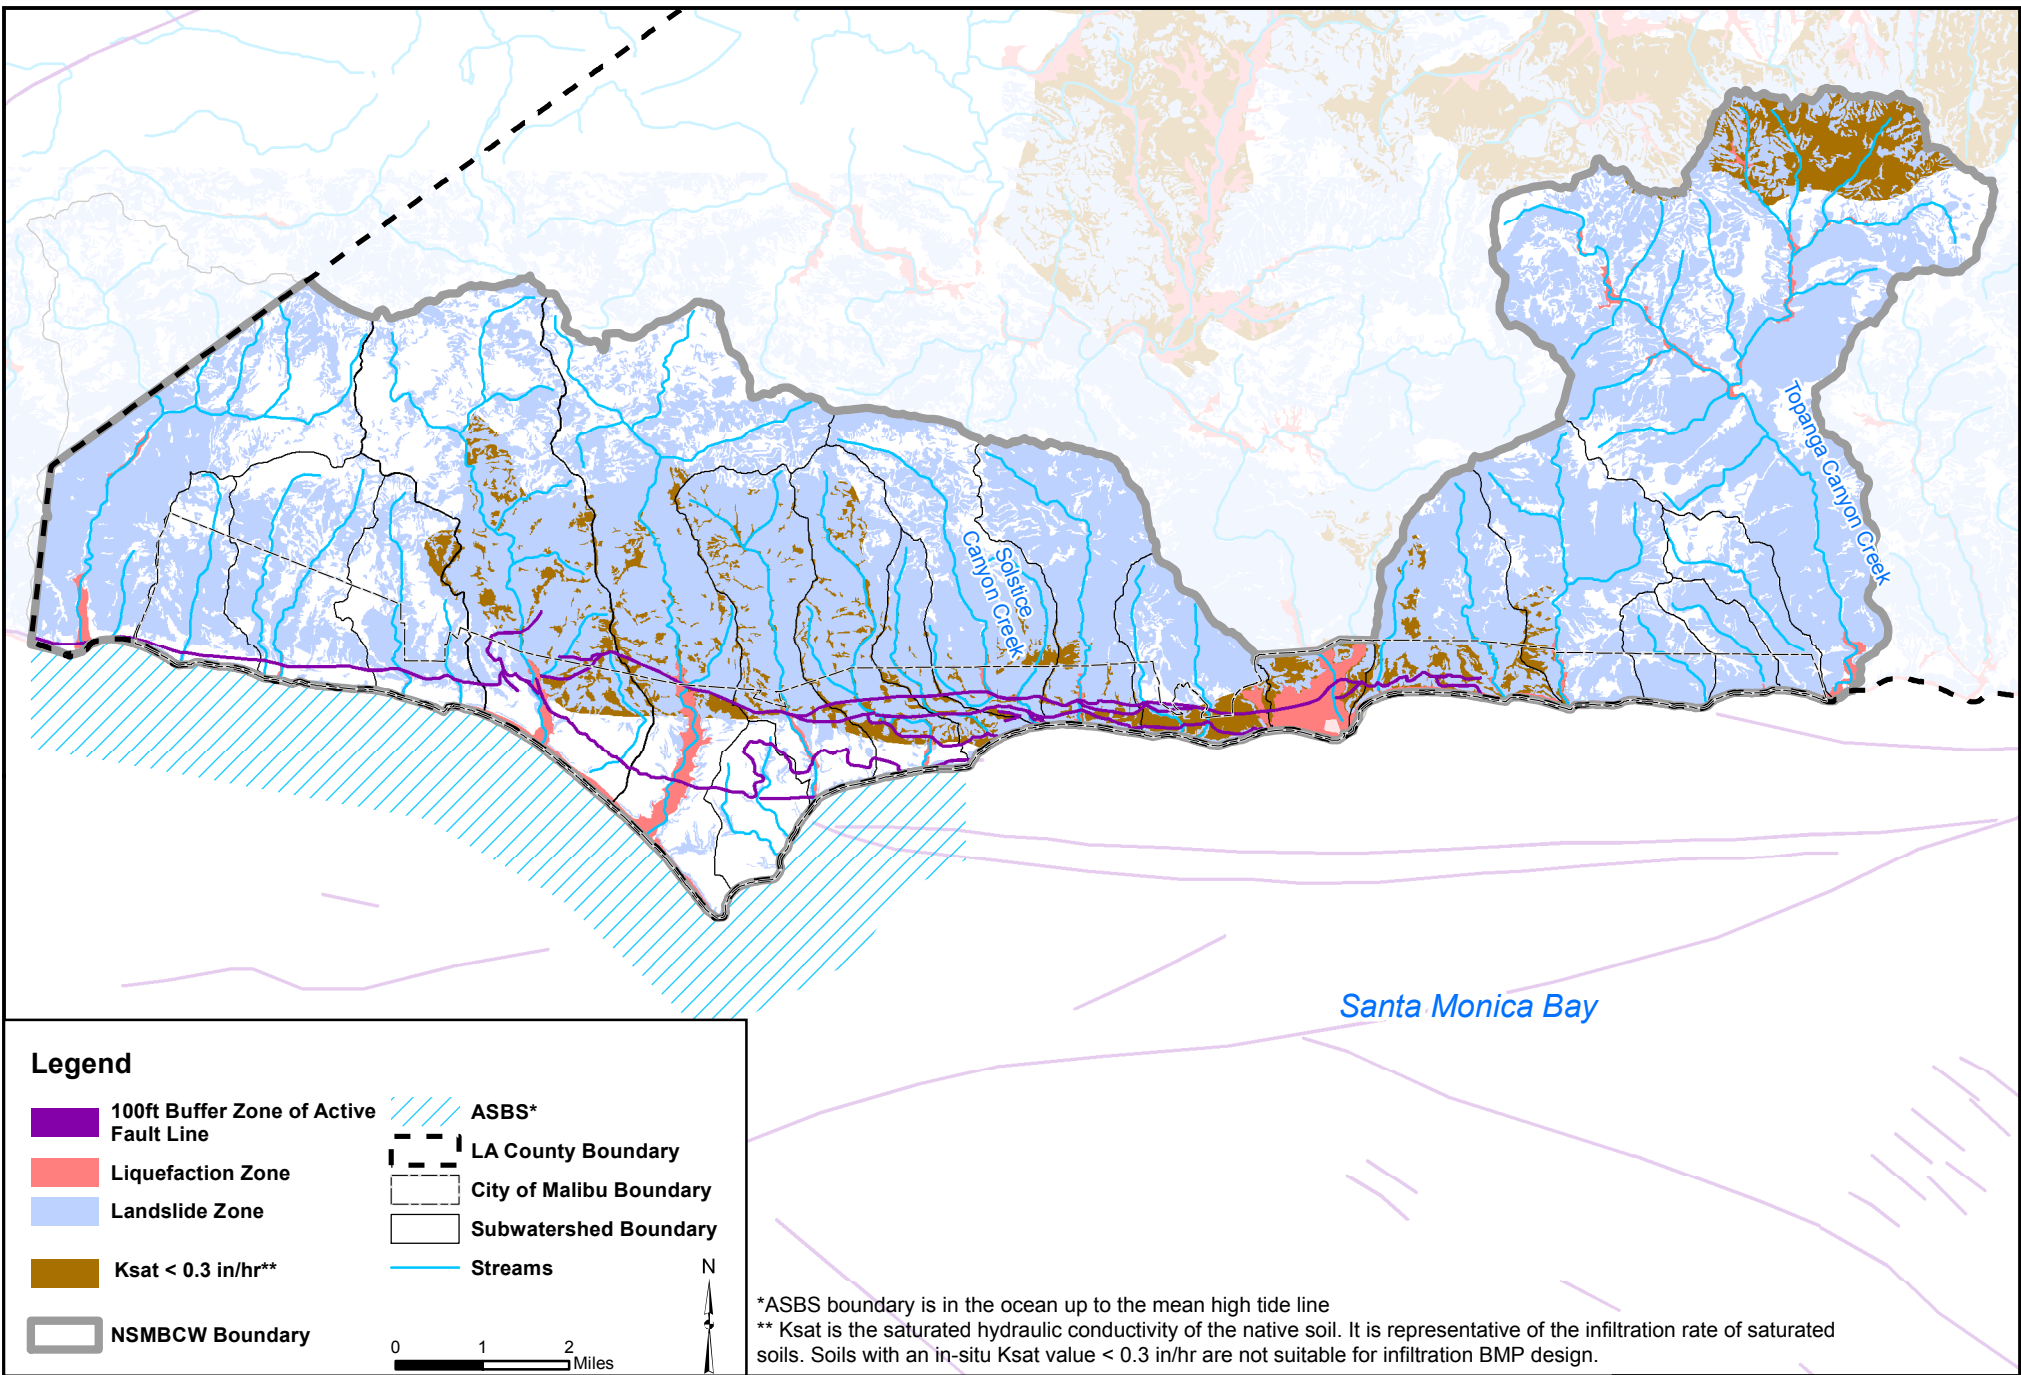 Topanga Canyon Creek
Solstice
Canyon Creek
Santa Monica Bay
Legend
100ft Buffer Zone of Active
Fault Line
Liquefaction Zone
Landslide Zone
Ksat < 0.3 in/hr**
NSMBCW Boundary
ASBS*
LA County Boundary
City of Malibu Boundary
Subwatershed Boundary
Streams
N
0 1 2
Miles
*ASBS boundary is in the ocean up to the mean high tide line
** Ksat is the saturated hydraulic conductivity of the native soil. It is representative of the infiltration rate of saturated
soils. Soils with an in-situ Ksat value < 0.3 in/hr are not suitable for infiltration BMP design.